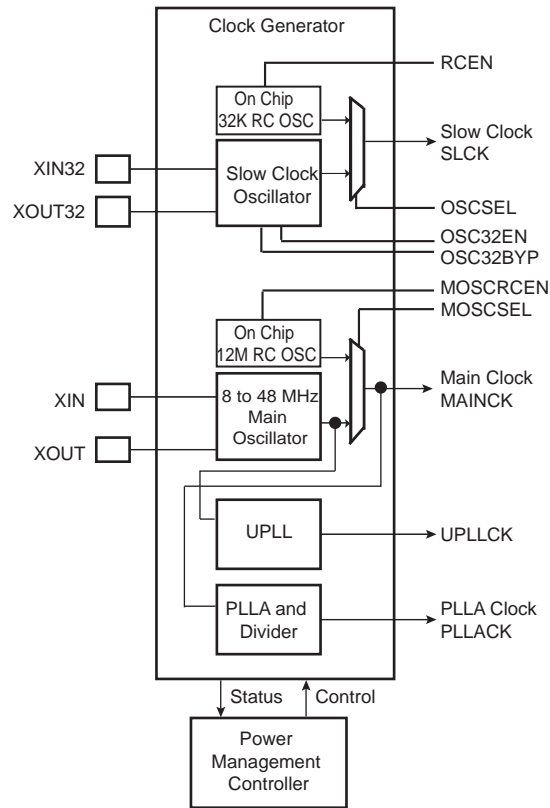 Clock Generator
RCEN
On Chip
32K RC OSC
Slow Clock
SLCK
XIN32
Slow Clock
Oscillator
XOUT32
OSCSEL
OSC32EN
OSC32BYP
MOSCRCEN
MOSCSEL
On Chip
12M RC OSC
Main Clock
MAINCK
XIN
8 to 48 MHz
Main
Oscillator
XOUT
UPLL
UPLLCK
PLLA and
Divider
PLLA Clock
PLLACK
Status
Control
Power
Management
Controller